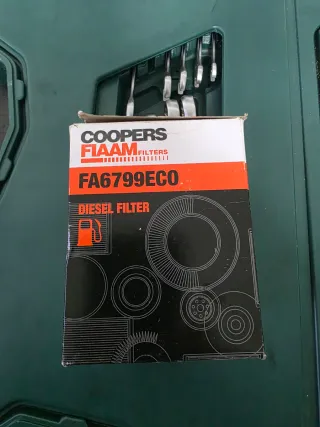 COOPERS
FIAAM FILTERS
FA6799ECO
DIESEL FILTER